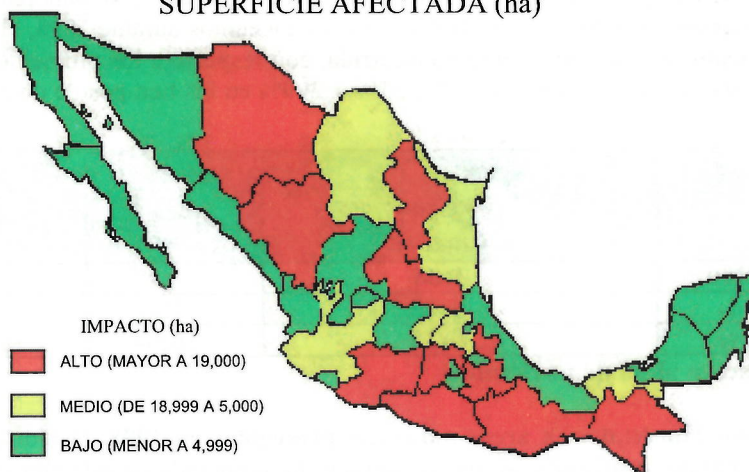 SUPERFICIE AFECTADA (ha)
IMPACTO (ha)
ALTO (MAYOR A 19,000)
MEDIO (DE 18,999 A 5,000)
BAJO (MENOR A 4,999)